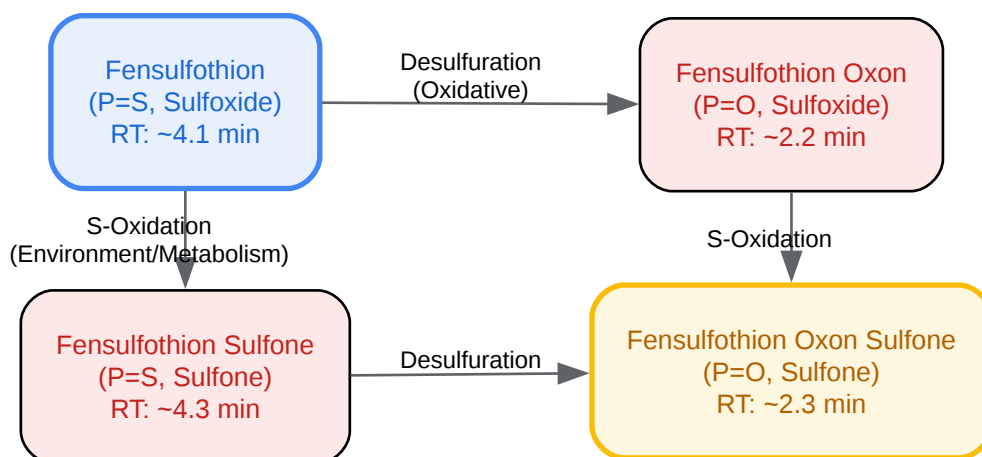 Fensulfothion
(P=S, Sulfoxide)
RT: ~4.1 min
Desulfuration
(Oxidative)
Fensulfothion Oxon
(P=O, Sulfoxide)
RT: ~2.2 min
S-Oxidation
(Environment/Metabolism)
S-Oxidation
Fensulfothion Sulfone
(P=S, Sulfone)
RT: ~4.3 min
Desulfuration
Fensulfothion Oxon Sulfone
(P=O, Sulfone)
RT: ~2.3 min